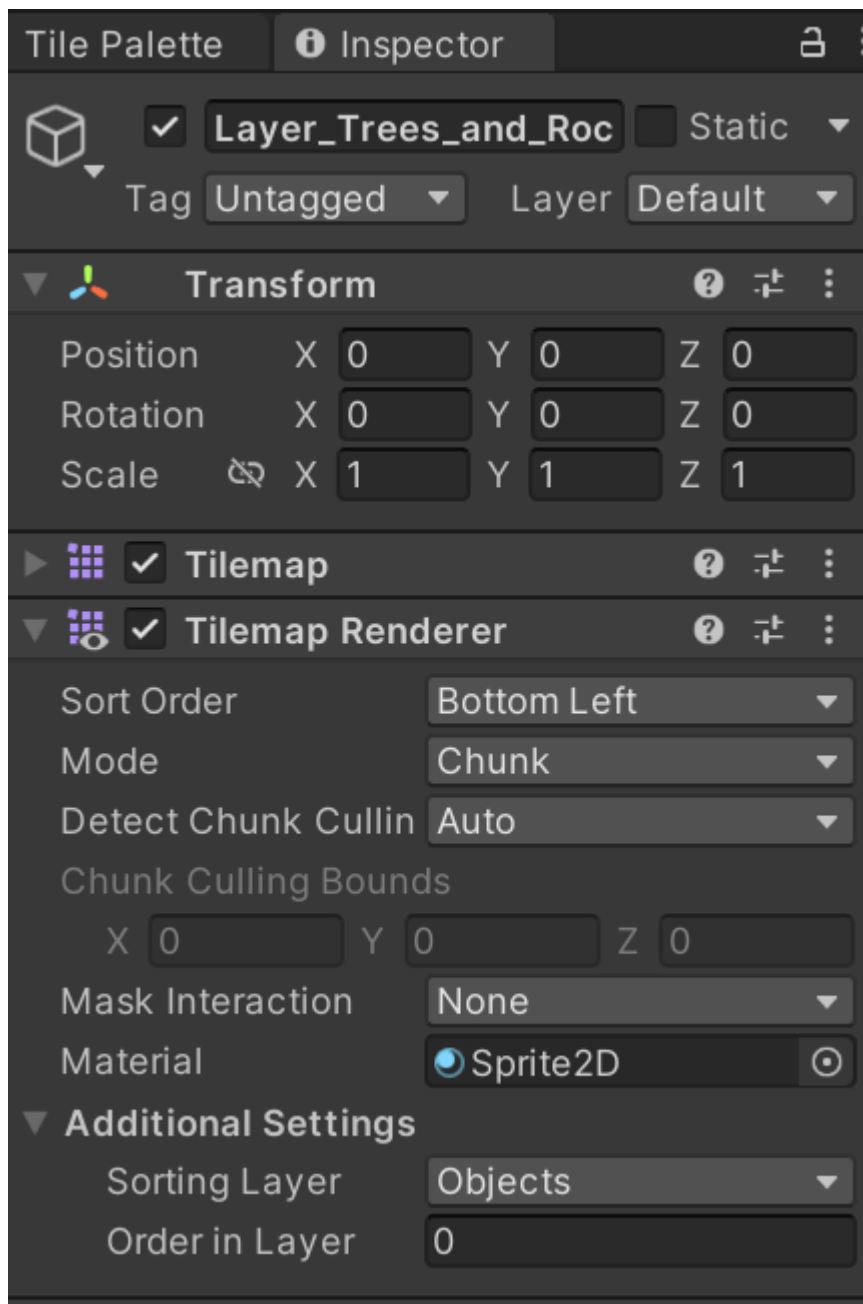 Tile Palette Inspector
Layer_Trees_and_Roc Static
Tag Untagged Layer Default
Transform
Position X 0 Y 0 Z 0
Rotation X 0 Y 0 Z 0
Scale X 1 Y 1 Z 1
Tilemap
Tilemap Renderer
Sort Order Bottom Left
Mode Chunk
Detect Chunk Cullin Auto
Chunk Culling Bounds
X 0 Y 0 Z 0
Mask Interaction None
Material Sprite2D
Additional Settings
Sorting Layer Objects
Order in Layer 0